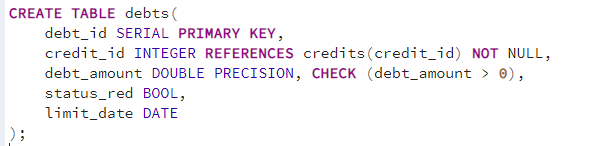 CREATE TABLE debts(
    debt_id SERIAL PRIMARY KEY,
    credit_id INTEGER REFERENCES credits(credit_id) NOT NULL,
    debt_amount DOUBLE PRECISION, CHECK (debt_amount > 0),
    status_red BOOL,
    limit_date DATE
);